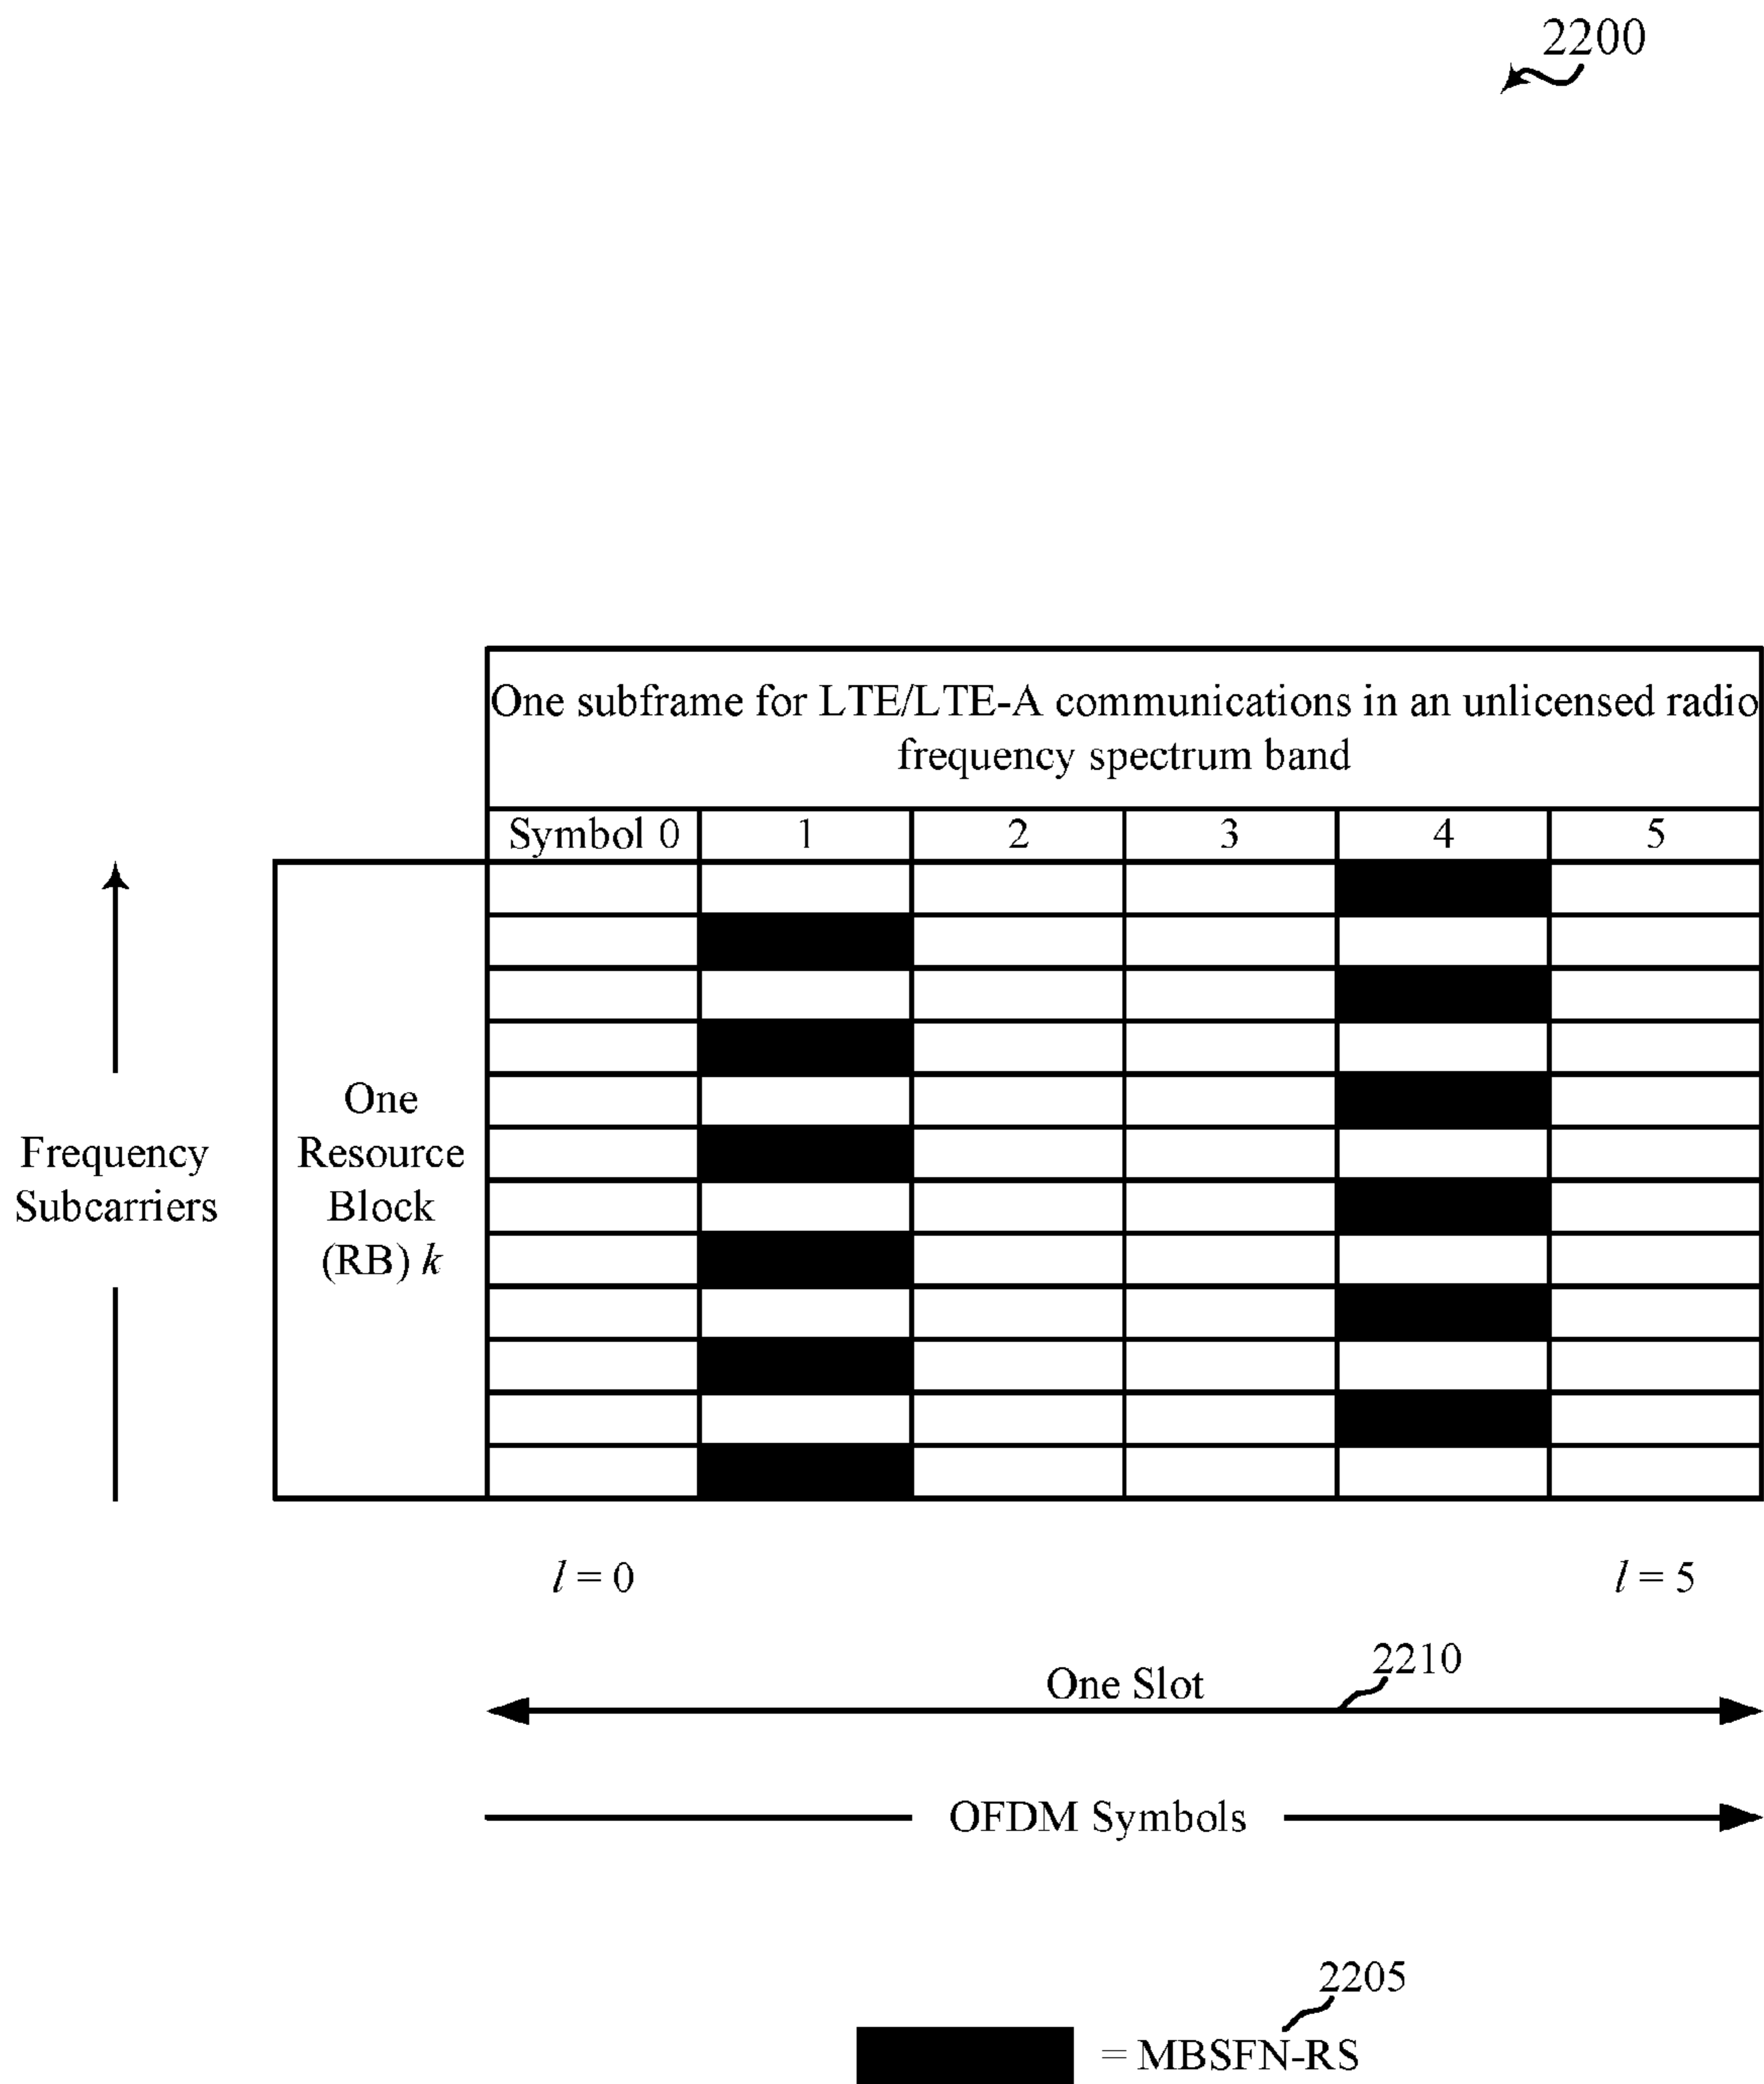 2200
One subframe for LTE/LTE-A communications in an unlicensed radio
frequency spectrum band
Symbol 0 1 2 3 4 5
Frequency
Subcarriers
One
Resource
Block
(RB) k
l = 0
l = 5
2210
One Slot
OFDM Symbols
2205
= MBSFN-RS